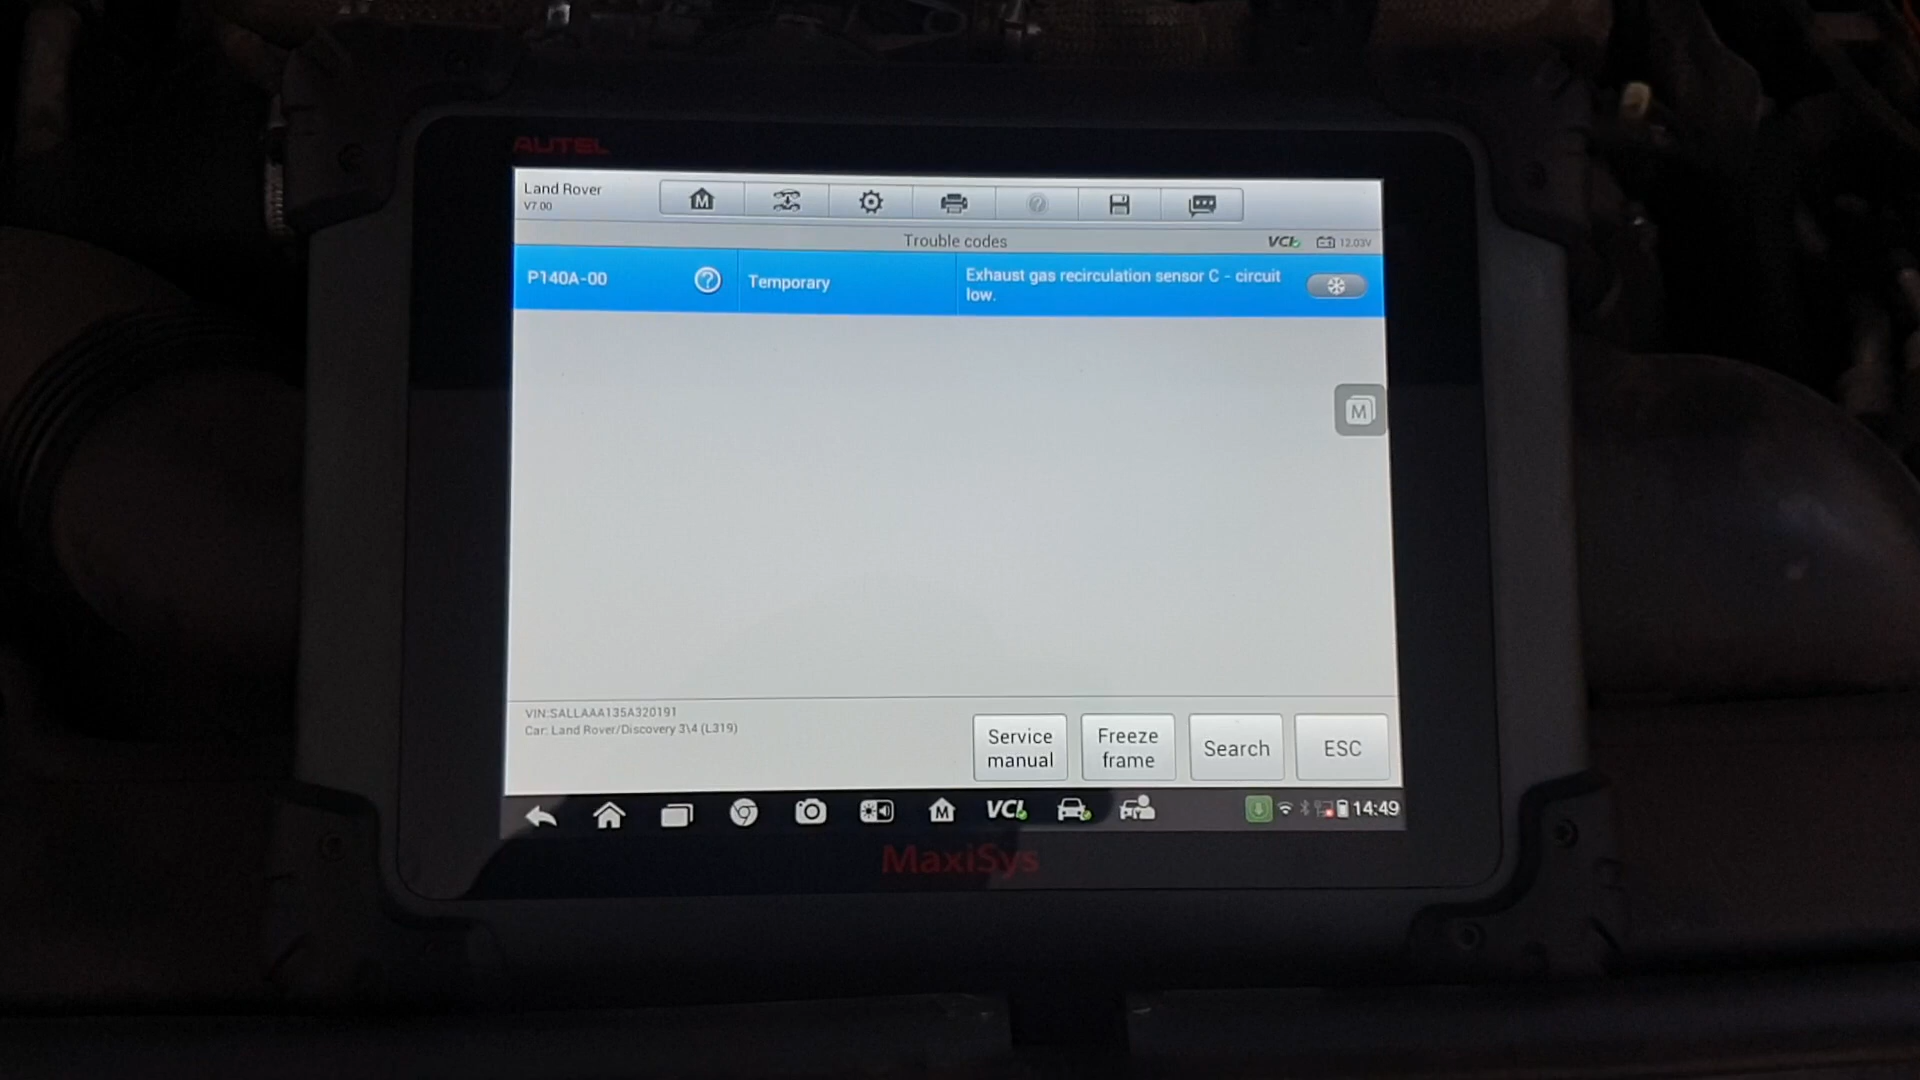 AUTEL
Land Rover
V7.00
M
Trouble codes
VCI
12.03V
P140A-00
?
Temporary
Exhaust gas recirculation sensor C - circuit
low.
M
VIN:SALLAAA135A320191
Car: Land Rover/Discovery 3\4 (L319)
Service
manual
Freeze
frame
Search
ESC
M
VCI
14:49
MaxiSys